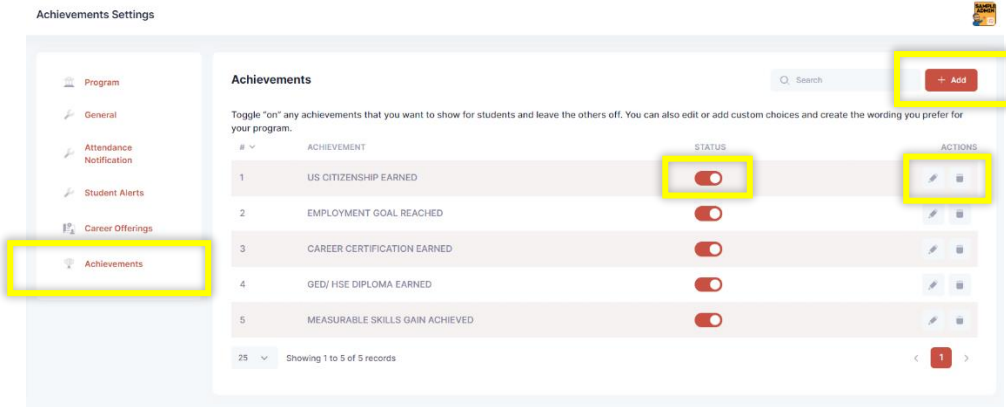 Achievements Settings
SAMPLE
ADMIN
Program
General
Attendance
Notification
Student Alerts
Career Offerings
Achievements
Achievements
Search
+ Add
Toggle "on" any achievements that you want to show for students and leave the others off. You can also edit or add custom choices and create the wording you prefer for
your program.
# ACHIEVEMENT STATUS ACTIONS
1 US CITIZENSHIP EARNED
2 EMPLOYMENT GOAL REACHED
3 CAREER CERTIFICATION EARNED
4 GED/ HSE DIPLOMA EARNED
5 MEASURABLE SKILLS GAIN ACHIEVED
25 Showing 1 to 5 of 5 records < 1 >